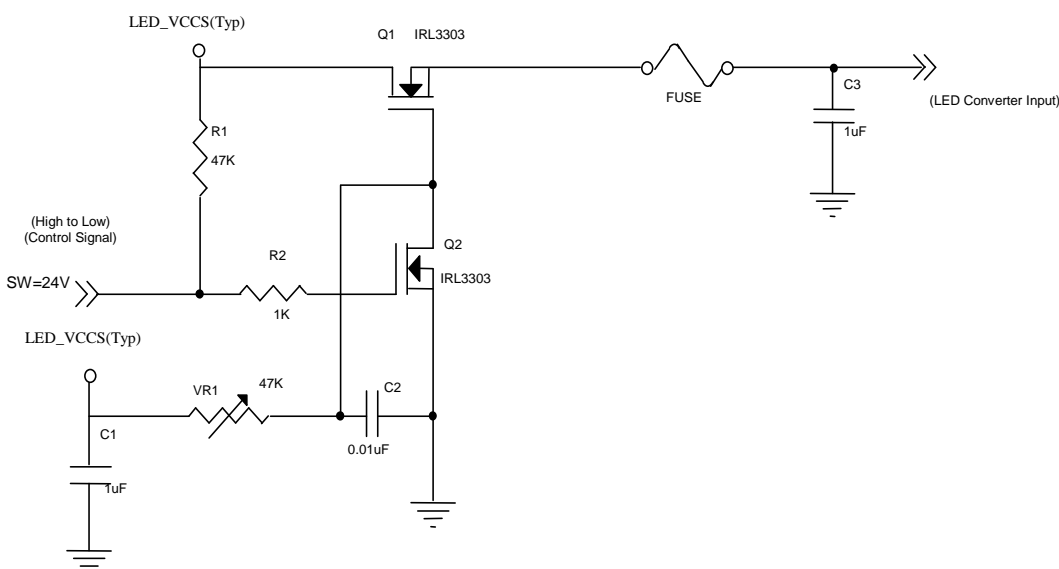 LED_VCCS(Typ)
Q1 IRL3303
R1
47K
FUSE
C3
1uF
(LED Converter Input)
(High to Low)
(Control Signal)
SW=24V
R2
1K
Q2
IRL3303
LED_VCCS(Typ)
VR1
47K
C2
0.01uF
C1
1uF